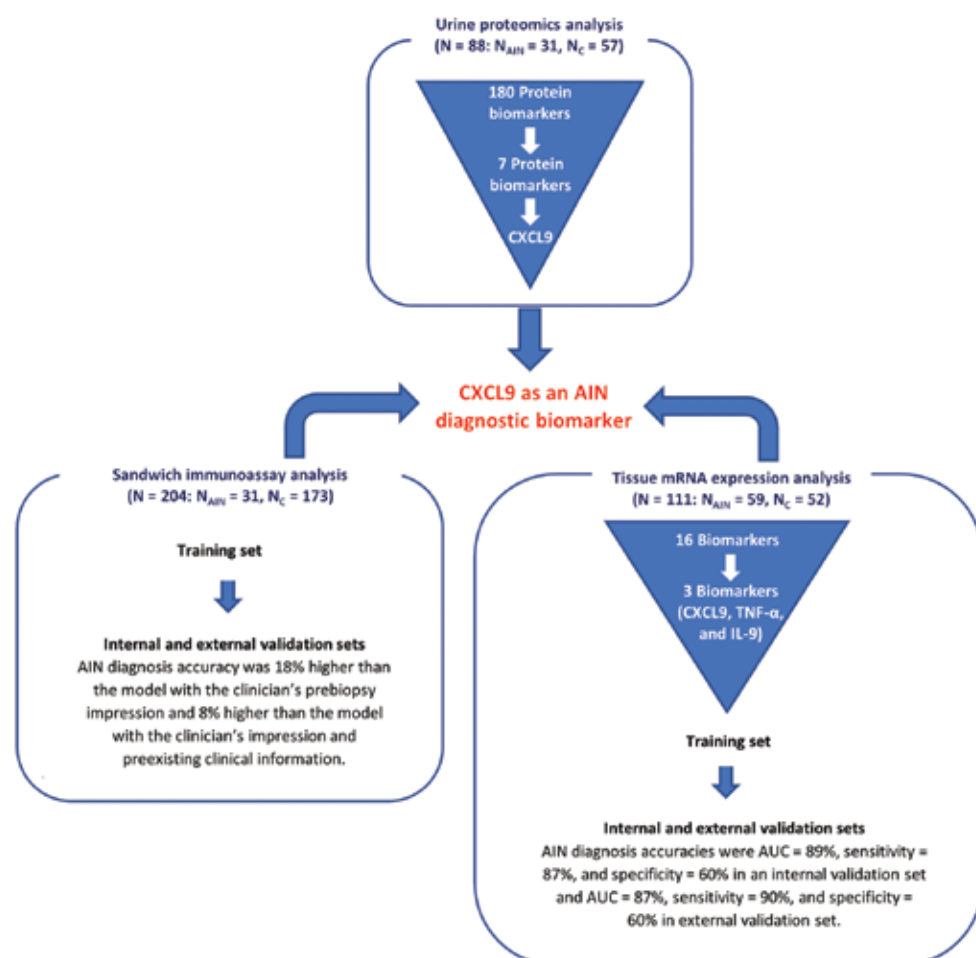 Urine proteomics analysis
(N = 88: NAIN = 31, NC = 57)
180 Protein
biomarkers
7 Protein
biomarkers
CXCL9
CXCL9 as an AIN
diagnostic biomarker
Sandwich immunoassay analysis
(N = 204: NAIN = 31, NC = 173)
Training set
Internal and external validation sets
AIN diagnosis accuracy was 18% higher than
the model with the clinician's prebiopsy
impression and 8% higher than the model
with the clinician's impression and
preexisting clinical information.
Tissue mRNA expression analysis
(N = 111: NAIN = 59, NC = 52)
16 Biomarkers
3 Biomarkers
(CXCL9, TNF-α,
and IL-9)
Training set
Internal and external validation sets
AIN diagnosis accuracies were AUC = 89%, sensitivity =
87%, and specificity = 60% in an internal validation set
and AUC = 87%, sensitivity = 90%, and specificity =
60% in external validation set.